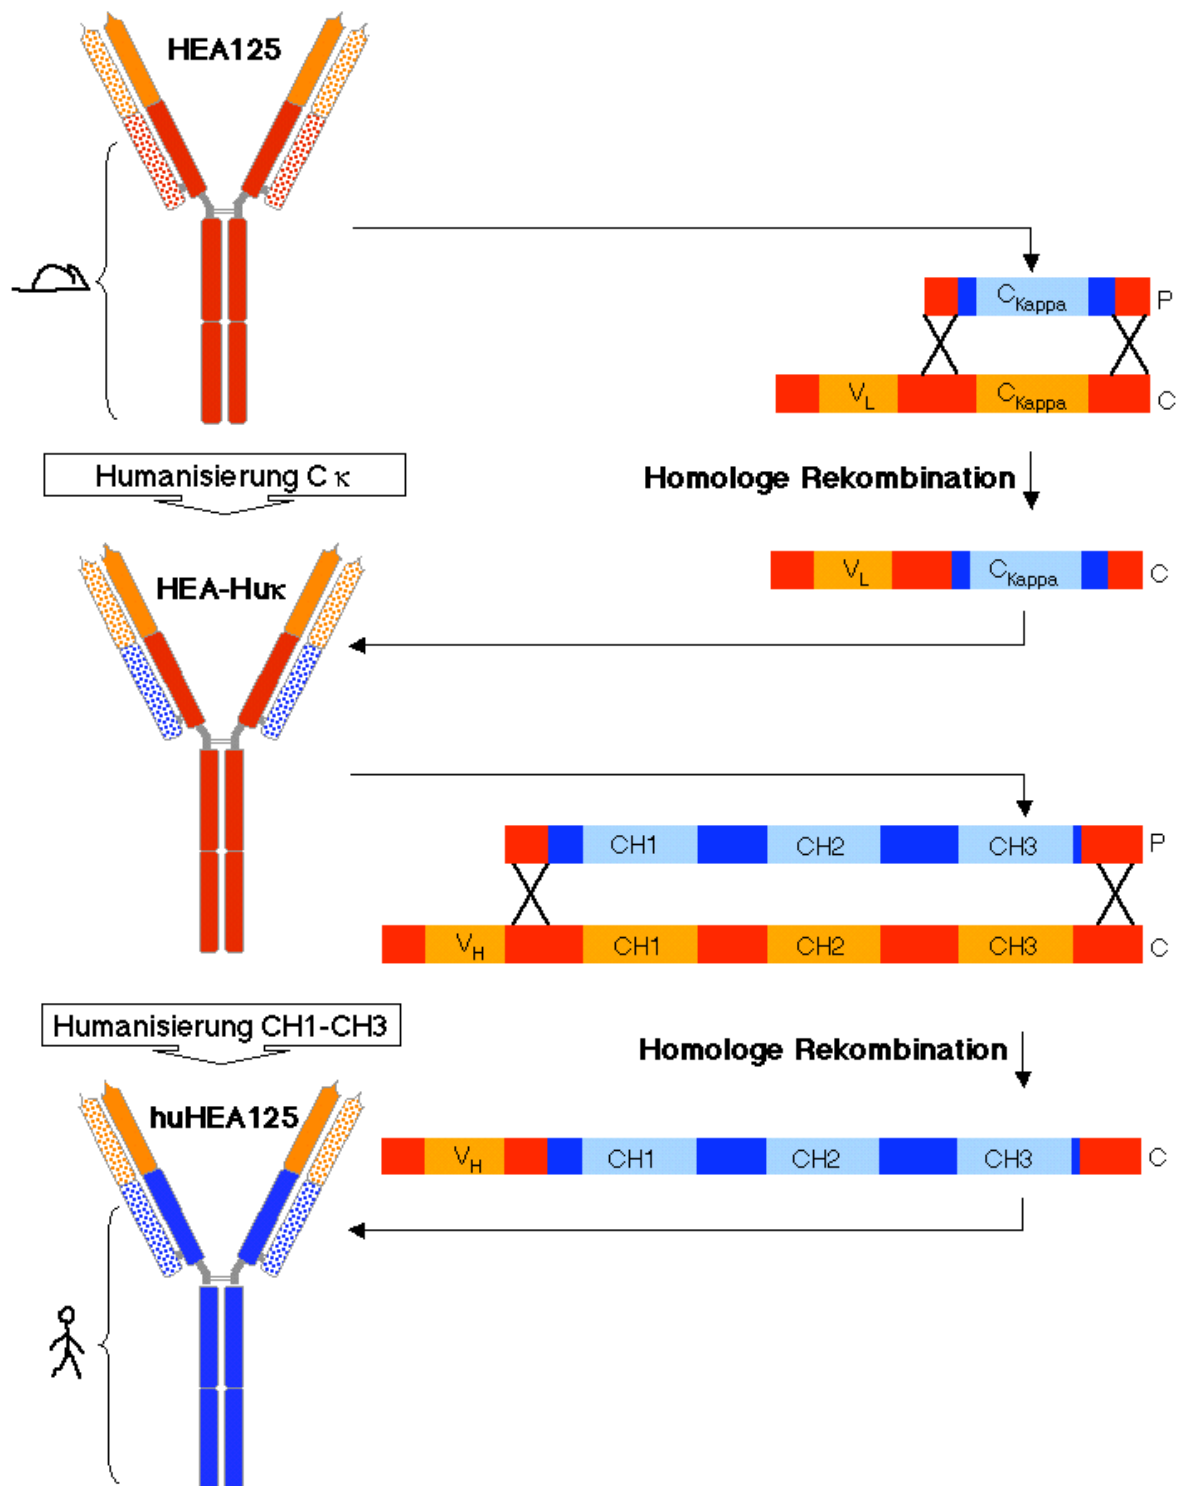 HEA125
C Kappa
P
V L
C Kappa
C
Humanisierung C κ
Homologe Rekombination
V L
C Kappa
C
HEA-Huκ
CH1
CH2
CH3
P
V H
CH1
CH2
CH3
C
Humanisierung CH1-CH3
Homologe Rekombination
huHEA125
V H
CH1
CH2
CH3
C